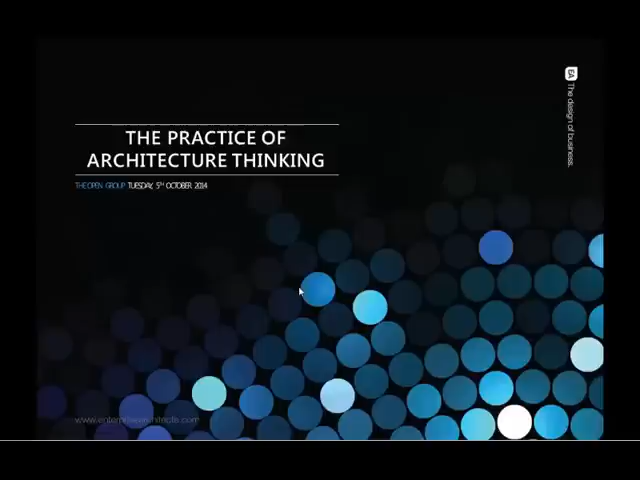 EA The design of business.
THE PRACTICE OF
ARCHITECTURE THINKING
THE OPEN GROUP TUESDAY, 5TH OCTOBER 2014